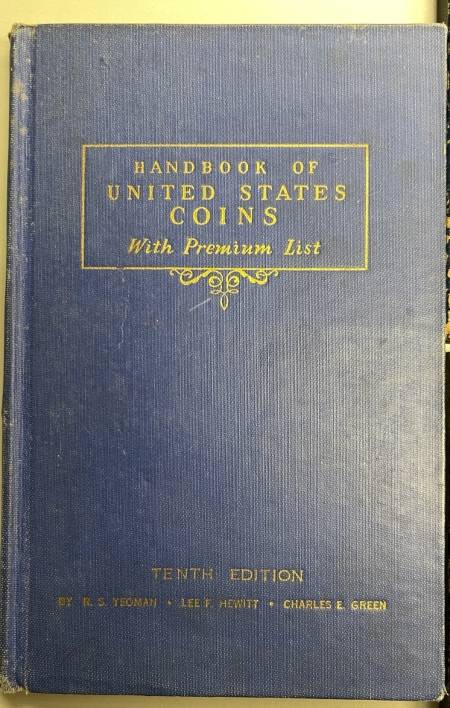 HANDBOOK OF
UNITED STATES
COINS
With Premium List
TENTH EDITION
BY R. S. YEOMAN • LEE F. HEWITT • CHARLES E. GREEN